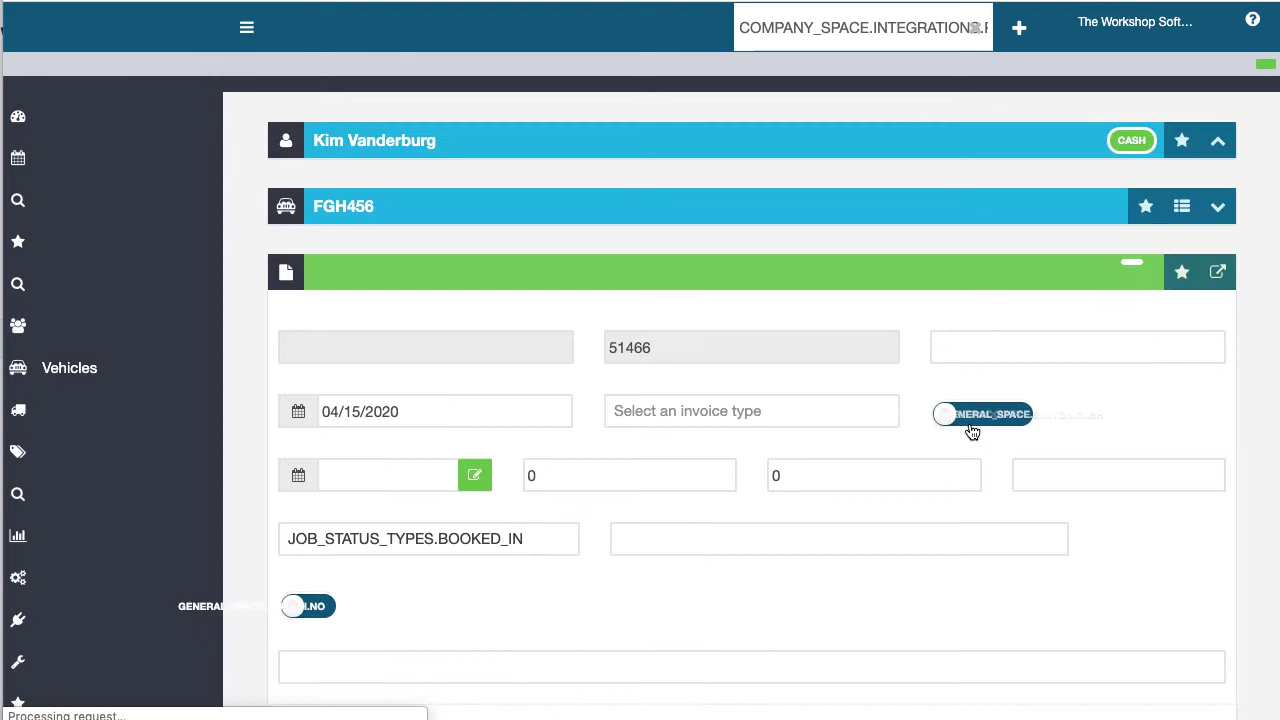 COMPANY_SPACE.INTEGRATIONS.F
The Workshop Soft...
Kim Vanderburg
CASH
FGH456
51466
04/15/2020
Select an invoice type
GENERAL_SPACE.
0
0
JOB_STATUS_TYPES.BOOKED_IN
Vehicles
Processing request...